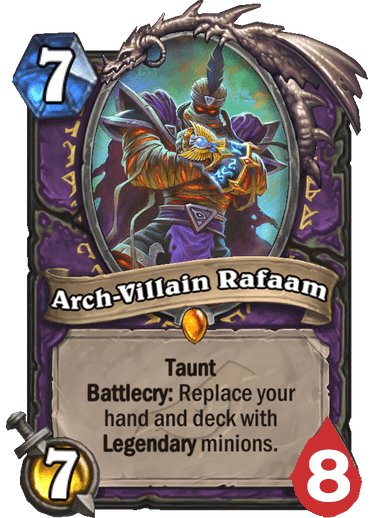 7
Arch-Villain Rafaam
Taunt
Battlecry: Replace your
hand and deck with
Legendary minions.
7
8